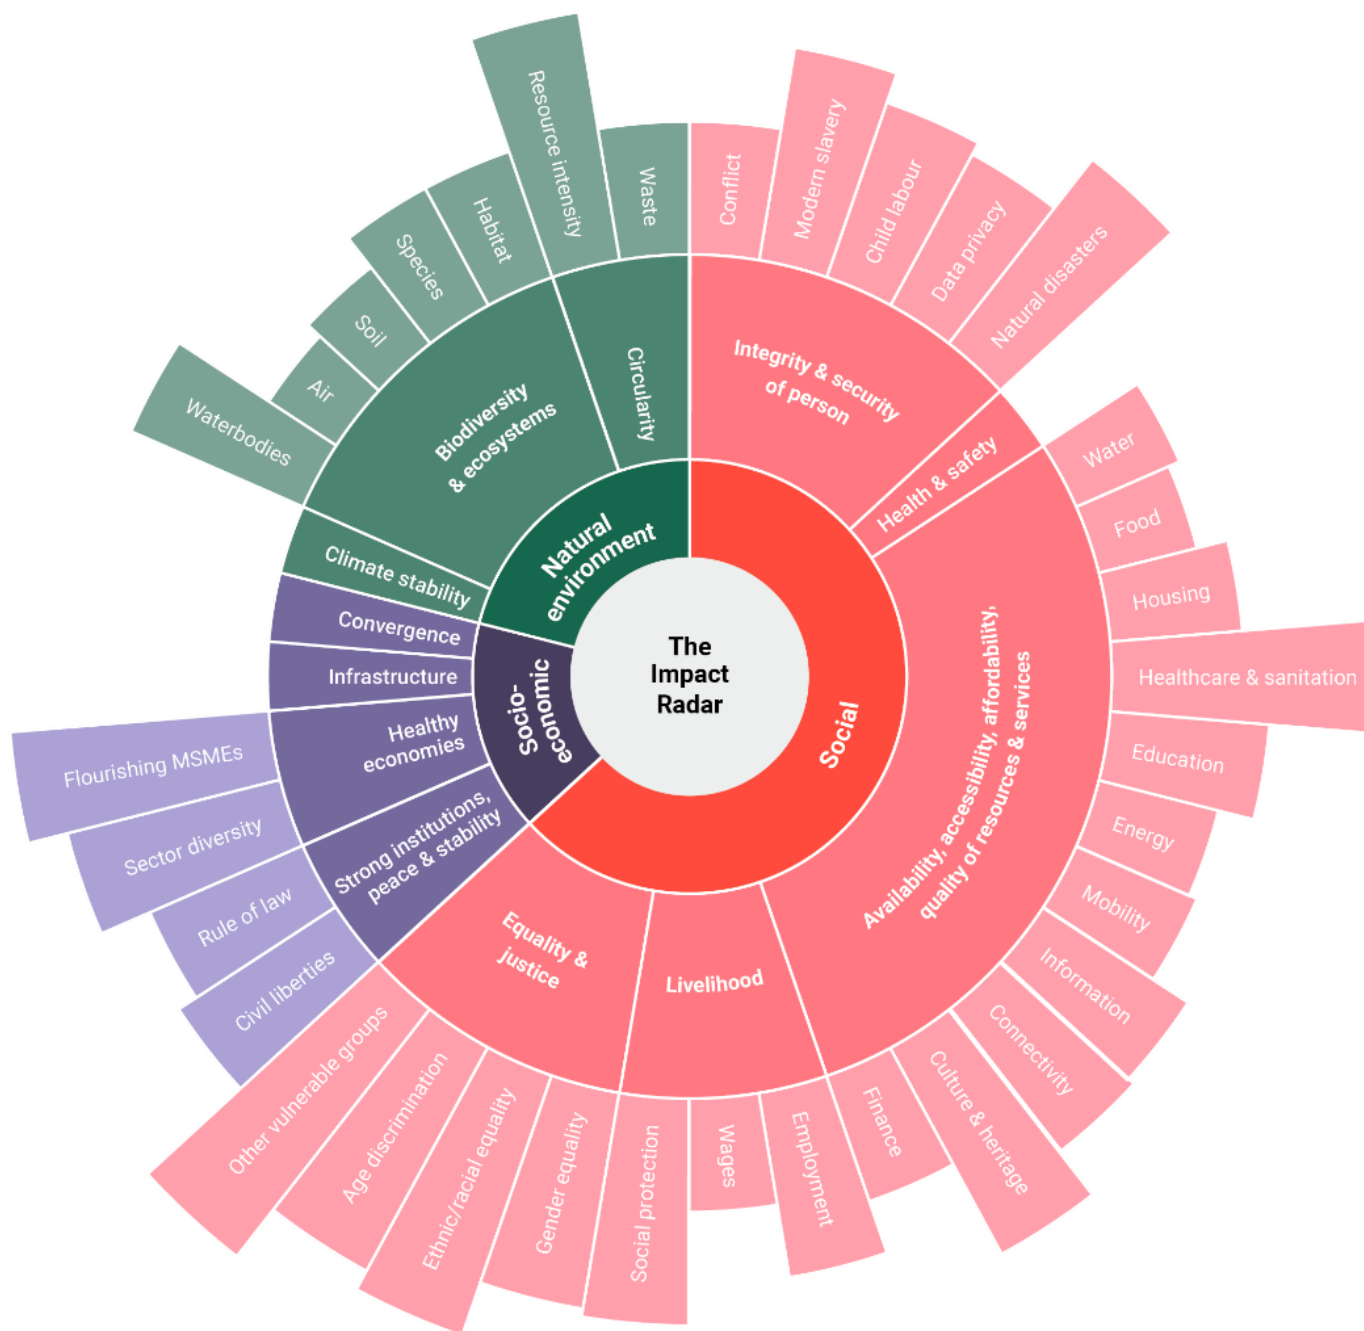 The
Impact
Radar
Social
Integrity & security
of person
Conflict
Modern slavery
Child labour
Data privacy
Natural disasters
Health & safety
Availability, accessibility, affordability,
quality of resources & services
Water
Food
Housing
Healthcare & sanitation
Education
Energy
Mobility
Information
Connectivity
Culture & heritage
Finance
Livelihood
Employment
Wages
Social protection
Equality &
justice
Gender equality
Ethnic/racial equality
Age discrimination
Other vulnerable groups
Socio-
economic
Strong institutions,
peace & stability
Civil liberties
Rule of law
Healthy
economies
Sector diversity
Flourishing MSMEs
Infrastructure
Convergence
Natural
environment
Climate stability
Biodiversity
& ecosystems
Waterbodies
Air
Soil
Species
Habitat
Circularity
Resource intensity
Waste